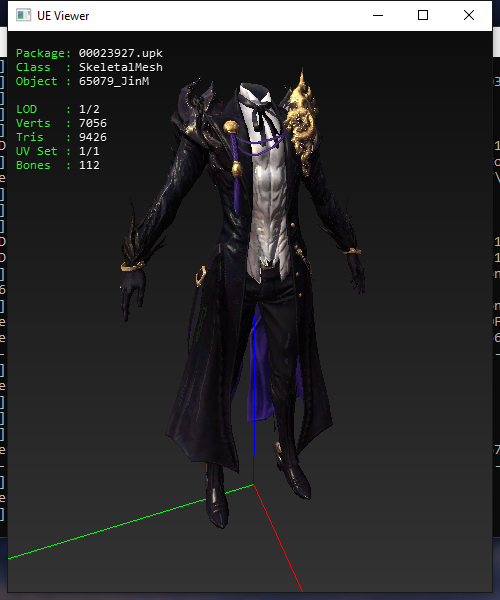 UE Viewer
Package: 00023927.upk
Class : SkeletalMesh
Object : 65079_JinM
LOD : 1/2
Verts : 7056
Tris : 9426
UV Set : 1/1
Bones : 112